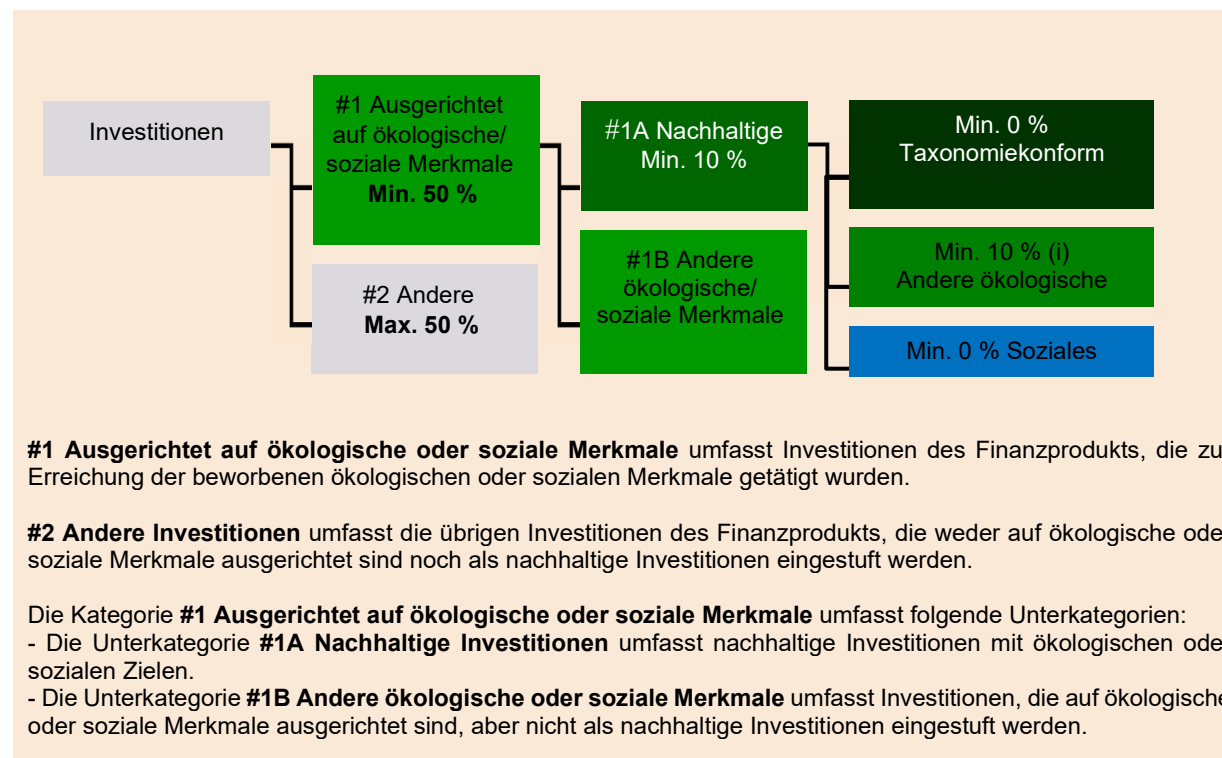 Investitionen
#1 Ausgerichtet
auf ökologische/
soziale Merkmale
Min. 50 %
#2 Andere
Max. 50 %
#1A Nachhaltige
Min. 10 %
#1B Andere
ökologische/
soziale Merkmale
Min. 0 %
Taxonomiekonform
Min. 10 % (i)
Andere ökologische
Min. 0 % Soziales
#1 Ausgerichtet auf ökologische oder soziale Merkmale umfasst Investitionen des Finanzprodukts, die zu
Erreichung der beworbenen ökologischen oder sozialen Merkmale getätigt wurden.
#2 Andere Investitionen umfasst die übrigen Investitionen des Finanzprodukts, die weder auf ökologische ode
soziale Merkmale ausgerichtet sind noch als nachhaltige Investitionen eingestuft werden.
Die Kategorie #1 Ausgerichtet auf ökologische oder soziale Merkmale umfasst folgende Unterkategorien:
- Die Unterkategorie #1A Nachhaltige Investitionen umfasst nachhaltige Investitionen mit ökologischen ode
sozialen Zielen.
- Die Unterkategorie #1B Andere ökologische oder soziale Merkmale umfasst Investitionen, die auf ökologische
oder soziale Merkmale ausgerichtet sind, aber nicht als nachhaltige Investitionen eingestuft werden.